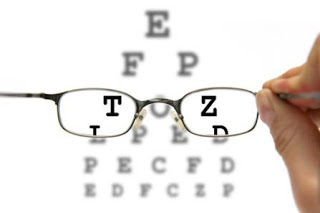 E
F P
T O Z
L P E D
P E C F D
E D F C Z P